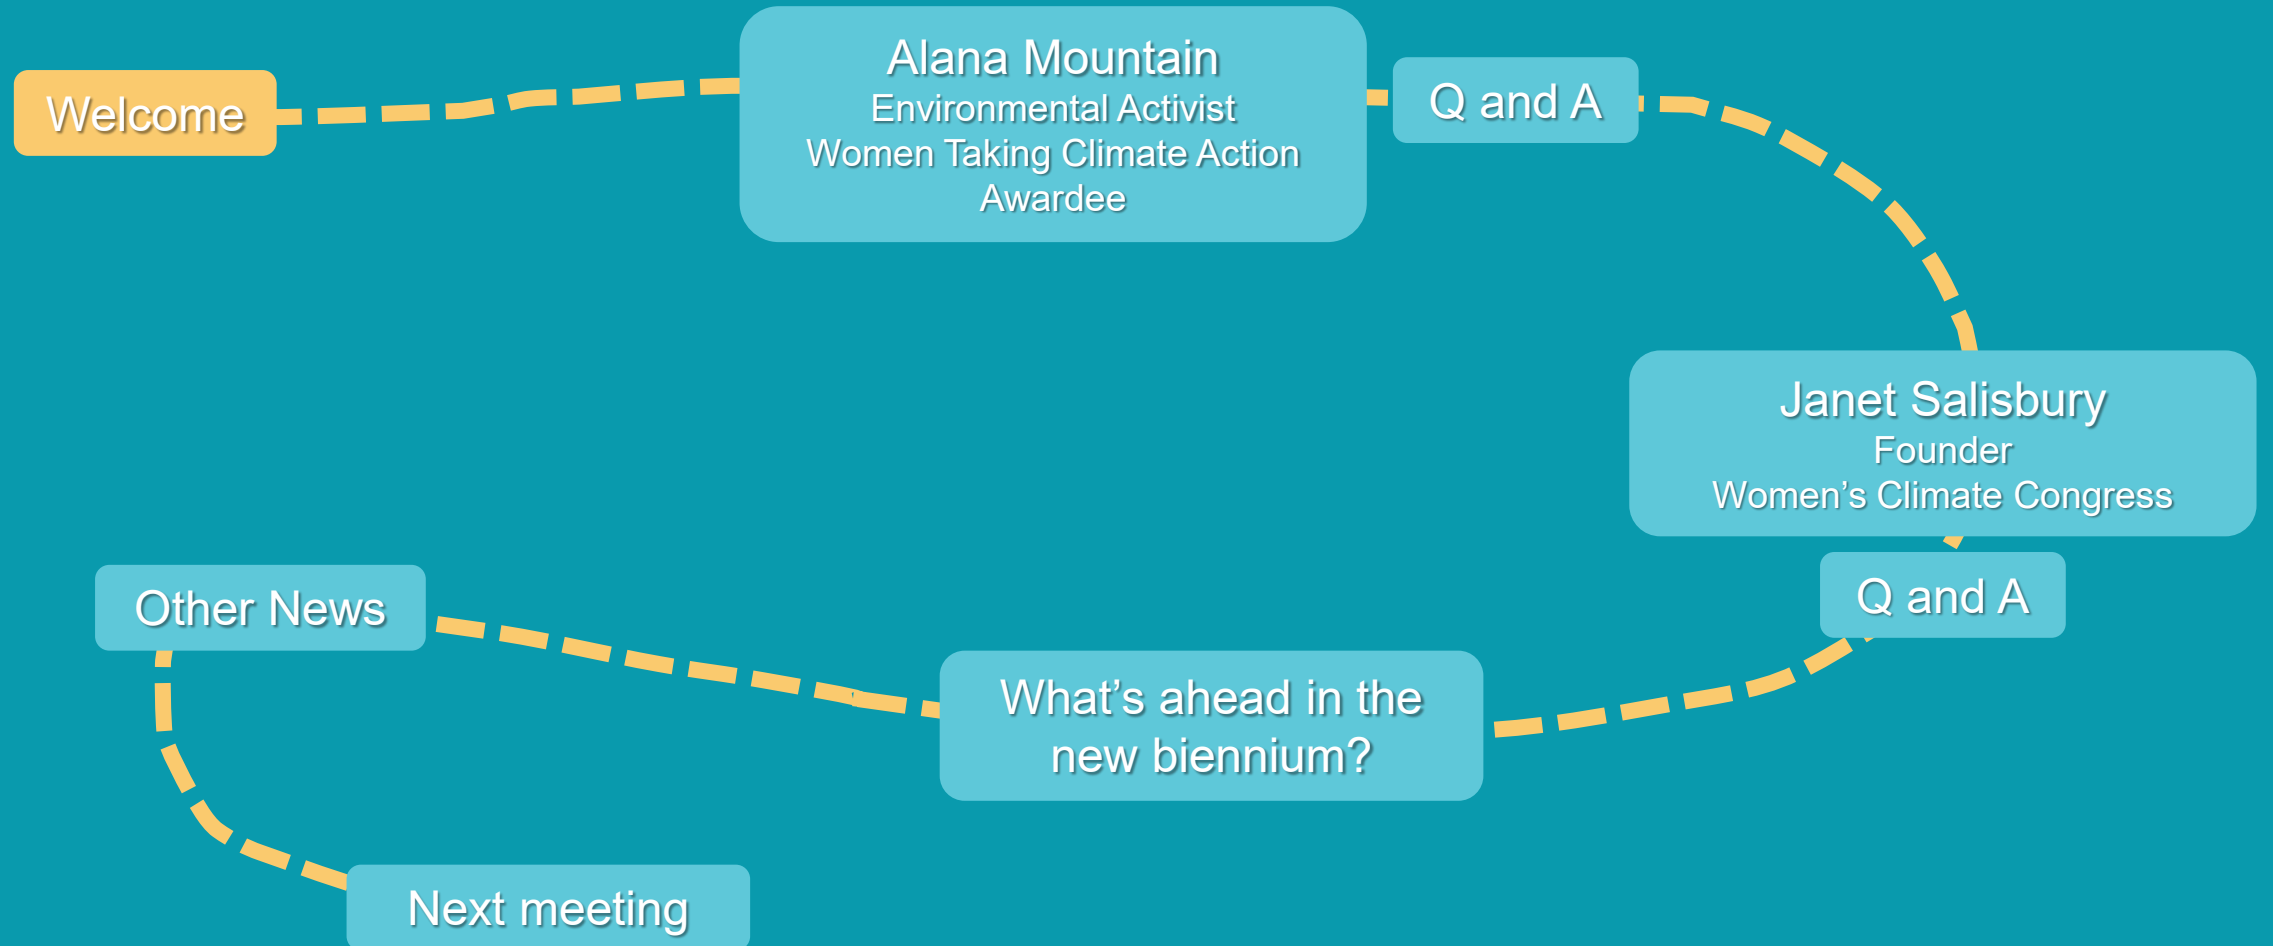 Welcome
Alana Mountain
Environmental Activist
Women Taking Climate Action
Awardee
Q and A
Janet Salisbury
Founder
Women’s Climate Congress
Q and A
What’s ahead in the
new biennium?
Other News
Next meeting